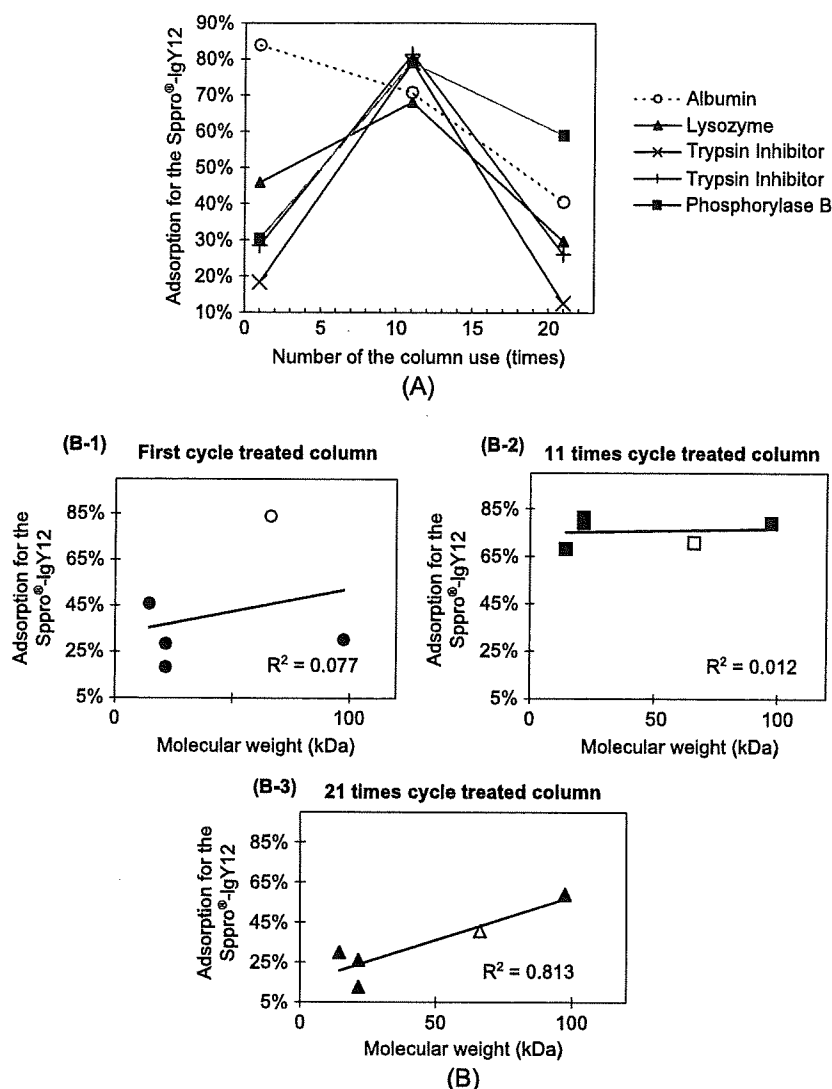 90%
80%
70%
60%
50%
40%
30%
20%
10%
Adsorption for the Sppro®-IgY12
0 5 10 15 20
Number of the column use (times)
Albumin
Lysozyme
Trypsin Inhibitor
Trypsin Inhibitor
Phosphorylase B
(A)
(B-1)
First cycle treated column
85%
65%
45%
25%
5%
Adsorption for the
Sppro®-IgY12
R² = 0.077
0 100
Molecular weight (kDa)
(B-2)
11 times cycle treated column
85%
65%
45%
25%
5%
Adsorption for the
Sppro®-IgY12
R² = 0.012
0 50 100
Molecular weight (kDa)
(B-3)
21 times cycle treated column
85%
65%
45%
25%
5%
Adsorption for the
Sppro®-IgY12
R² = 0.813
0 50 100
Molecular weight (kDa)
(B)